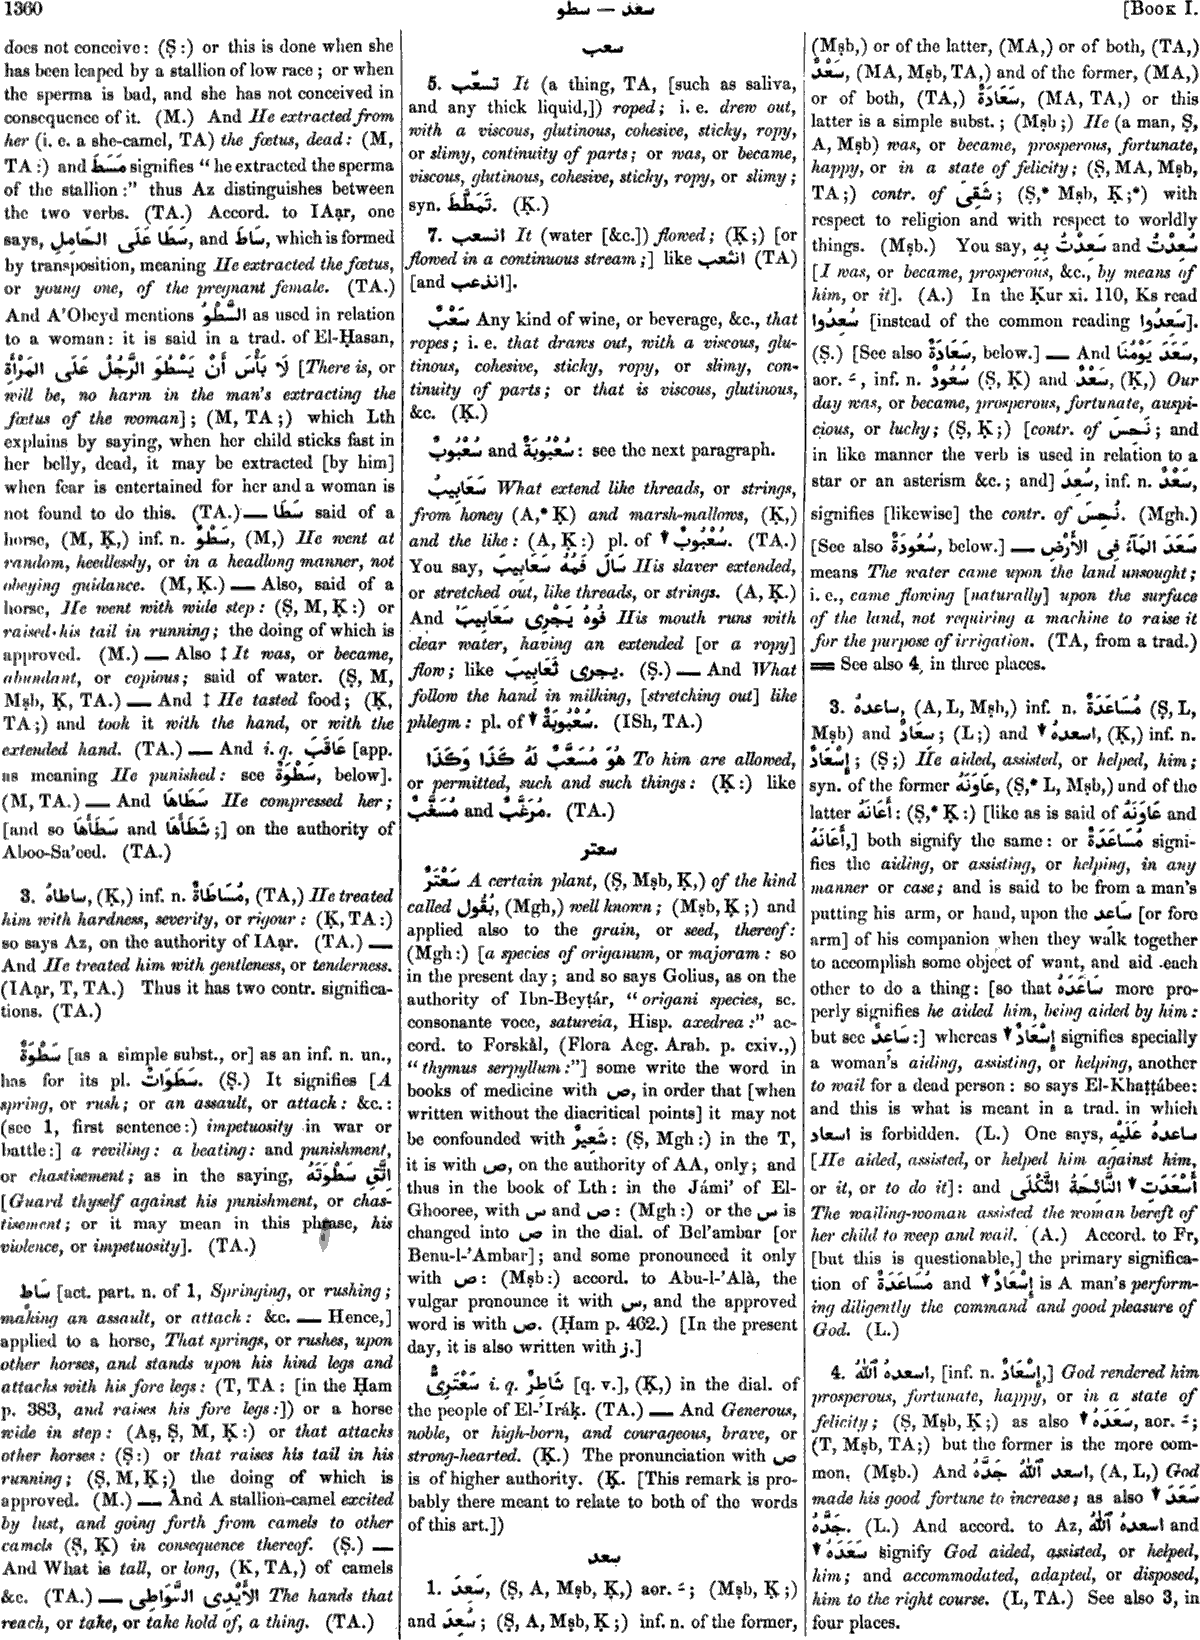 1360
سطو — سعد
[BOOK I.
does not conceive: (Ṣ:) or this is done when she
has been leaped by a stallion of low race; or when
the sperma is bad, and she has not conceived in
consequence of it. (M.) And He extracted from
her (i. e. a she-camel, TA) the fœtus, dead: (M,
TA:) and مَسَطَ signifies “he extracted the sperma
of the stallion:” thus Az distinguishes between
the two verbs. (TA.) Accord. to IAạr, one
says, سَطَا عَلَى الحَامِلِ, and سَاطَ, which is formed
by transposition, meaning He extracted the fœtus,
or young one, of the pregnant female. (TA.)
And A'Obeyd mentions السَّطْوُ as used in relation
to a woman: it is said in a trad. of El-Ḥasan,
لَا بَأْسَ أَنْ يَسْطُوَ الرَّجُلُ عَلَى المَرْأَةِ [There is, or
will be, no harm in the man's extracting the
fœtus of the woman]; (M, TA;) which Lth
explains by saying, when her child sticks fast in
her belly, dead, it may be extracted [by him]
when fear is entertained for her and a woman is
not found to do this. (TA.) — سَطَا said of a
horse, (M, Ḳ,) inf. n. سَطْوٌ, (M,) He went at
random, heedlessly, or in a headlong manner, not
obeying guidance. (M, Ḳ.) — Also, said of a
horse, He went with wide step: (Ṣ, M, Ḳ:) or
raised his tail in running; the doing of which is
approved. (M.) — Also ‡ It was, or became,
abundant, or copious; said of water. (Ṣ, M,
Mṣb, Ḳ, TA.) — And ‡ He tasted food; (Ḳ,
TA;) and took it with the hand, or with the
extended hand. (TA.) — And i. q. عَاقَبَ [app.
as meaning He punished: see سَطْوَةٌ, below].
(M, TA.) — And سَطَاهَا He compressed her;
[and so سَطَأَهَا and شَطَأَهَا;] on the authority of
Aboo-Sa'eed. (TA.)
3. ساطاهُ, (Ḳ,) inf. n. مُسَاطَاةٌ, (TA,) He treated
him with hardness, severity, or rigour: (Ḳ, TA:)
so says Az, on the authority of IAạr. (TA.) —
And He treated him with gentleness, or tenderness.
(IAạr, T, TA.) Thus it has two contr. significa-
tions. (TA.)
سَطْوَةٌ [as a simple subst., or] as an inf. n. un.,
has for its pl. سَطَوَاتٌ. (Ṣ.) It signifies [A
spring, or rush; or an assault, or attack: &c.:
(see 1, first sentence:) impetuosity in war or
battle:] a reviling: a beating: and punishment,
or chastisement; as in the saying, اِتَّقِ سَطْوَتَهُ
[Guard thyself against his punishment, or chas-
tisement; or it may mean in this phrase, his
violence, or impetuosity]. (TA.)
سَاطٍ [act. part. n. of 1, Springing, or rushing;
making an assault, or attack: &c. — Hence,]
applied to a horse, That springs, or rushes, upon
other horses, and stands upon his hind legs and
attacks with his fore legs: (T, TA: [in the Ḥam
p. 383, and raises his fore legs:]) or a horse
wide in step: (Aṣ, Ṣ, M, Ḳ:) or that attacks
other horses: (Ṣ:) or that raises his tail in his
running; (Ṣ, M, Ḳ;) the doing of which is
approved. (M.) — And A stallion-camel excited
by lust, and going forth from camels to other
camels (Ṣ, Ḳ) in consequence thereof. (Ṣ.) —
And What is tall, or long, (Ḳ, TA,) of camels
&c. (TA.) — الأَيْدِى السَّوَاطِى The hands that
reach, or take, or take hold of, a thing. (TA.)
سعب
5. تسعّب It (a thing, TA, [such as saliva,
and any thick liquid,]) roped; i. e. drew out,
with a viscous, glutinous, cohesive, sticky, ropy,
or slimy, continuity of parts; or was, or became,
viscous, glutinous, cohesive, sticky, ropy, or slimy;
syn. تَمَطَّطَ. (Ḳ.)
7. انسعب It (water [&c.]) flowed; (Ḳ;) [or
flowed in a continuous stream;] like انثعب (TA)
[and انذعب].
سَعْبٌ Any kind of wine, or beverage, &c., that
ropes; i. e. that draws out, with a viscous, glu-
tinous, cohesive, sticky, ropy, or slimy, con-
tinuity of parts; or that is viscous, glutinous,
&c. (Ḳ.)
سُعْبُوبٌ and سُعْبُوبَةٌ: see the next paragraph.
سَعَابِيبُ What extend like threads, or strings,
from honey (A,* Ḳ) and marsh-mallows, (Ḳ,)
and the like: (A, Ḳ:) pl. of ▾ سُعْبُوبٌ. (TA.)
You say, سَالَ فَمُهُ سَعَابِيبَ His slaver extended,
or stretched out, like threads, or strings. (A, Ḳ.)
And فُوهُ يَجْرِى سَعَابِيبَ His mouth runs with
clear water, having an extended [or a ropy]
flow; like يجرى ثَعَابِيبَ. (Ṣ.) — And What
follow the hand in milking, [stretching out] like
phlegm: pl. of ▾ سُعْبُوبَةٌ. (ISh, TA.)
هُوَ مُسَعَّبٌ لَهُ كَذَا وَكَذَا To him are allowed,
or permitted, such and such things: (Ḳ:) like
مُسَغَّبٌ and مُرَغَّبٌ. (TA.)
سعتر
سَعْتَرٌ A certain plant, (Ṣ, Mṣb, Ḳ,) of the kind
called بُقُول, (Mgh,) well known; (Mṣb, Ḳ;) and
applied also to the grain, or seed, thereof:
(Mgh:) [a species of origanum, or majoram: so
in the present day; and so says Golius, as on the
authority of Ibn-Beyṭár, “origani species, sc.
consonante voce, satureia, Hisp. axedrea:” ac-
cord. to Forskål, (Flora Aeg. Arab. p. cxiv.,)
“thymus serpyllum:”] some write the word in
books of medicine with ص, in order that [when
written without the diacritical points] it may not
be confounded with شَعِيرٌ: (Ṣ, Mgh:) in the T,
it is with ص, on the authority of AA, only; and
thus in the book of Lth: in the Jámi' of El-
Ghooree, with س and ص: (Mgh:) or the س is
changed into ص in the dial. of Bel'ambar [or
Benu-l-'Ambar]; and some pronounced it only
with ص: (Mṣb:) accord. to Abu-l-'Alà, the
vulgar pronounce it with س, and the approved
word is with ص. (Ḥam p. 462.) [In the present
day, it is also written with ز.]
سَعْتَرِىٌّ i. q. شَاطِرٌ [q. v.], (Ḳ,) in the dial. of
the people of El-'Iráḳ. (TA.) — And Generous,
noble, or high-born, and courageous, brave, or
strong-hearted. (Ḳ.) The pronunciation with ص
is of higher authority. (Ḳ. [This remark is pro-
bably there meant to relate to both of the words
of this art.])
سعد
1. سَعِدَ, (Ṣ, A, Mṣb, Ḳ,) aor. ـَ; (Mṣb, Ḳ;)
and سُعِدَ; (Ṣ, A, Mṣb, Ḳ;) inf. n. of the former,
(Mṣb,) or of the latter, (MA,) or of both, (TA,)
سَعْدٌ, (MA, Mṣb, TA,) and of the former, (MA,)
or of both, (TA,) سَعَادَةٌ, (MA, TA,) or this
latter is a simple subst.; (Mṣb;) He (a man, Ṣ,
A, Mṣb) was, or became, prosperous, fortunate,
happy, or in a state of felicity; (Ṣ, MA, Mṣb,
TA;) contr. of شَقِىَ; (Ṣ,* Mṣb, Ḳ;*) with
respect to religion and with respect to worldly
things. (Mṣb.) You say, سَعِدْتُ بِهِ and سُعِدْتُ
[I was, or became, prosperous, &c., by means of
him, or it]. (A.) In the Ḳur xi. 110, Ks read
سُعِدُوا [instead of the common reading سَعِدُوا].
(Ṣ.) [See also سَعَادَةٌ, below.] — And سَعَدَ يَوْمُنَا,
aor. ـَ, inf. n. سُعُودٌ (Ṣ, Ḳ) and سَعْدٌ, (Ḳ,) Our
day was, or became, prosperous, fortunate, auspi-
cious, or lucky; (Ṣ, Ḳ;) [contr. of نَحِسَ; and
in like manner the verb is used in relation to a
star or an asterism &c.; and] سُعِدَ, inf. n. سَعْدٌ,
signifies [likewise] the contr. of نُحِسَ. (Mgh.)
[See also سُعُودَةٌ, below.] — سَعَدَ المَآءُ فِى الأَرْضِ
means The water came upon the land unsought;
i. e., came flowing [naturally] upon the surface
of the land, not requiring a machine to raise it
for the purpose of irrigation. (TA, from a trad.)
═ See also 4, in three places.
3. ساعدهُ, (A, L, Mṣb,) inf. n. مُسَاعَدَةٌ (Ṣ, L,
Mṣb) and سِعَادٌ; (L;) and ▾ اسعدهُ, (Ḳ,) inf. n.
إِسْعَادٌ; (Ṣ;) He aided, assisted, or helped, him;
syn. of the former عَاوَنَهُ, (Ṣ,* L, Mṣb,) and of the
latter أَعَانَهُ: (Ṣ,* Ḳ:) [like as is said of عَاوَنَهُ and
أَعَانَهُ,] both signify the same: or مُسَاعَدَةٌ signi-
fies the aiding, or assisting, or helping, in any
manner or case; and is said to be from a man's
putting his arm, or hand, upon the سَاعِد [or fore
arm] of his companion when they walk together
to accomplish some object of want, and aid each
other to do a thing: [so that سَاعَدَهُ more pro-
perly signifies he aided him, being aided by him:
but see سَاعِدٌ:] whereas ▾ إِسْعَادٌ signifies specially
a woman's aiding, assisting, or helping, another
to wail for a dead person: so says El-Khaṭṭábee:
and this is what is meant in a trad. in which
اسعاد is forbidden. (L.) One says, ساعدهُ عَلَيْهِ
[He aided, assisted, or helped him against him,
or it, or to do it]: and أَسْعَدَتِ ▾ النَّائِحَةُ الثَّكْلَى
The wailing-woman assisted the woman bereft of
her child to weep and wail. (A.) Accord. to Fr,
[but this is questionable,] the primary significa-
tion of مُسَاعَدَةٌ and ▾ إِسْعَادٌ is A man's perform-
ing diligently the command and good pleasure of
God. (L.)
4. اسعدهُ ٱللّٰهُ, [inf. n. إِسْعَادٌ,] God rendered him
prosperous, fortunate, happy, or in a state of
felicity; (Ṣ, Mṣb, Ḳ;) as also ▾ سَعَدَهُ, aor. ـَ;
(T, Mṣb, TA;) but the former is the more com-
mon. (Mṣb.) And اسعد ٱللّٰهُ جَدَّهُ, (A, L,) God
made his good fortune to increase; as also ▾ سَعَدَ
جَدَّهُ. (L.) And accord. to Az, اسعدهُ ٱللّٰهُ and
▾ سَعَدَهُ signify God aided, assisted, or helped,
him; and accommodated, adapted, or disposed,
him to the right course. (L, TA.) See also 3, in
four places.